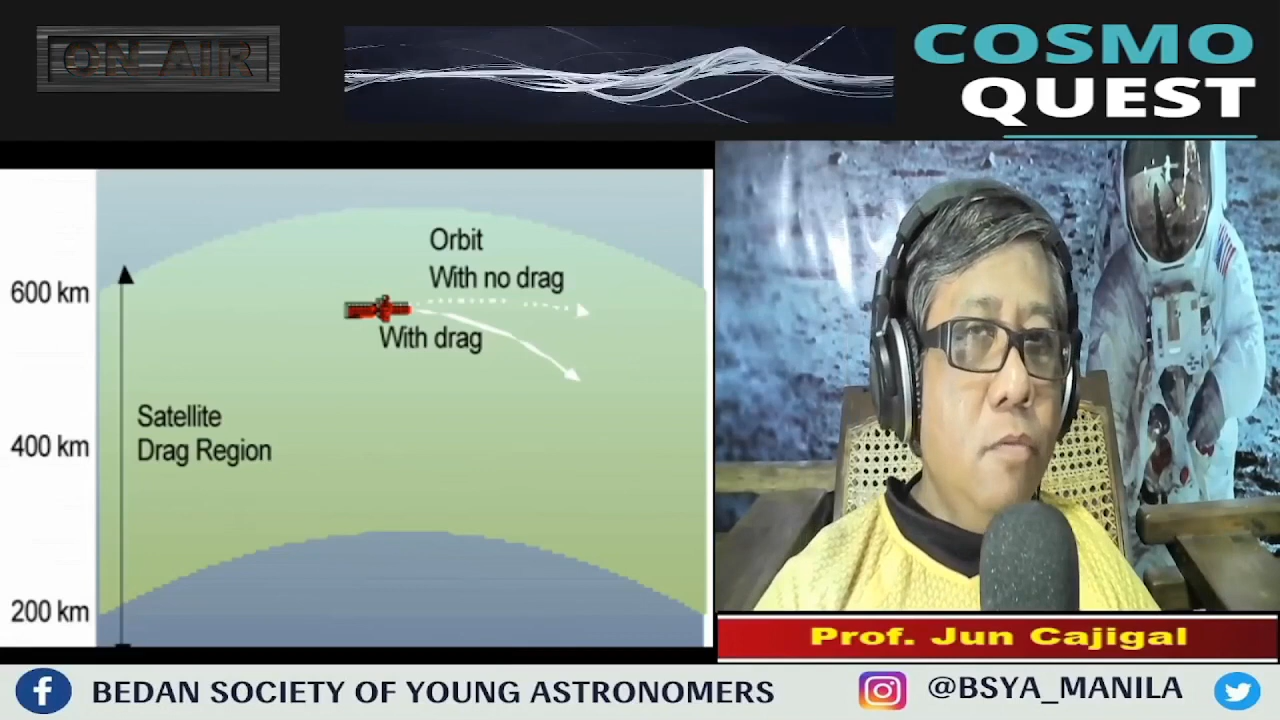 ON AIR
COSMO
QUEST
Orbit
With no drag
600 km
With drag
Satellite
Drag Region
400 km
200 km
Prof. Jun Cajigal
BEDAN SOCIETY OF YOUNG ASTRONOMERS
@BSYA_MANILA